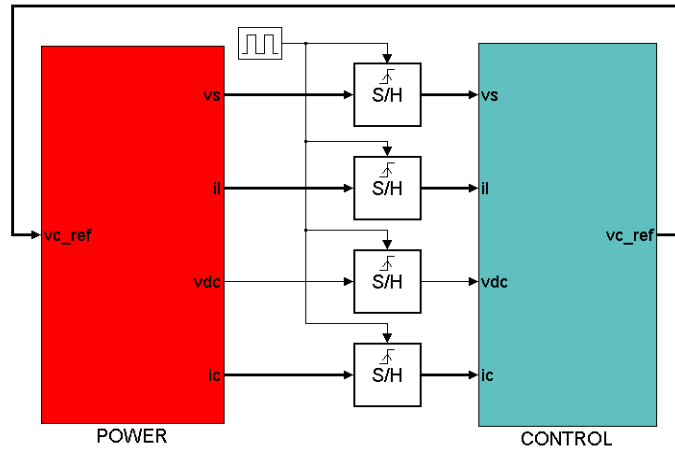 vs
S/H
vs
il
S/H
il
vc_ref
vc_ref
vdc
S/H
vdc
ic
S/H
ic
POWER
CONTROL